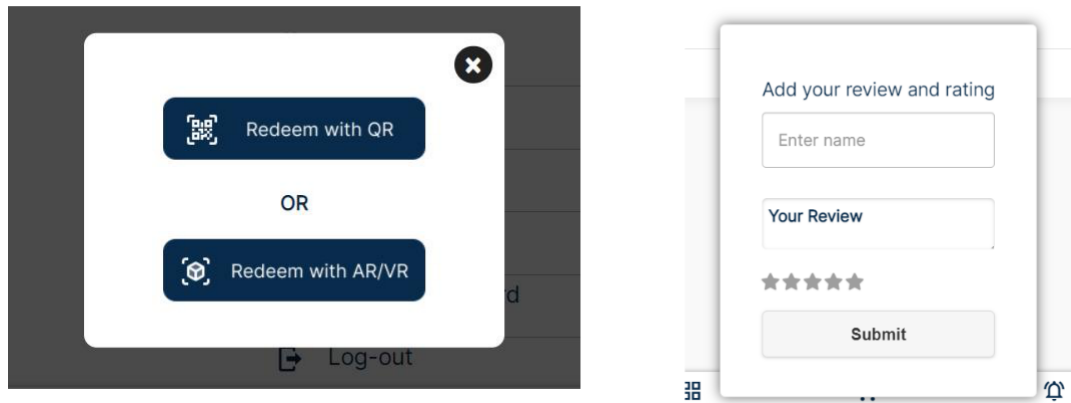 Redeem with QR
OR
Redeem with AR/VR
rd
Log-out
Add your review and rating
Enter name
Your Review
Submit